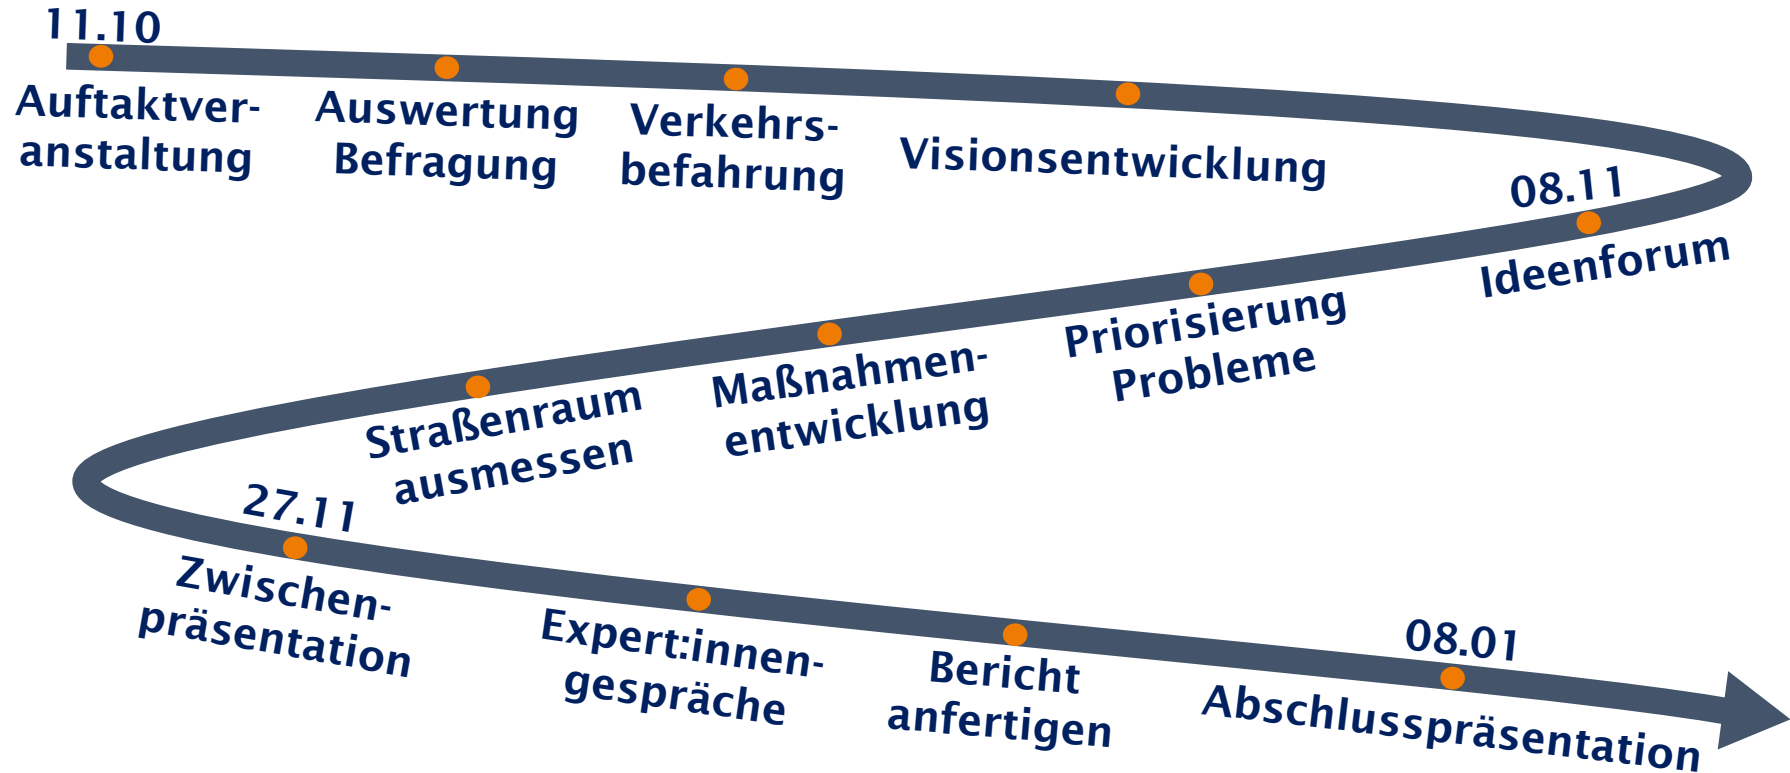 11.10
Auftaktver-
anstaltung
Auswertung
Befragung
Verkehrs-
befahrung
Visionsentwicklung
08.11
Ideenforum
Priorisierung
Probleme
Maßnahmen-
entwicklung
Straßenraum
ausmessen
27.11
Zwischen-
präsentation
Expert:innen-
gespräche
Bericht
anfertigen
08.01
Abschlusspräsentation